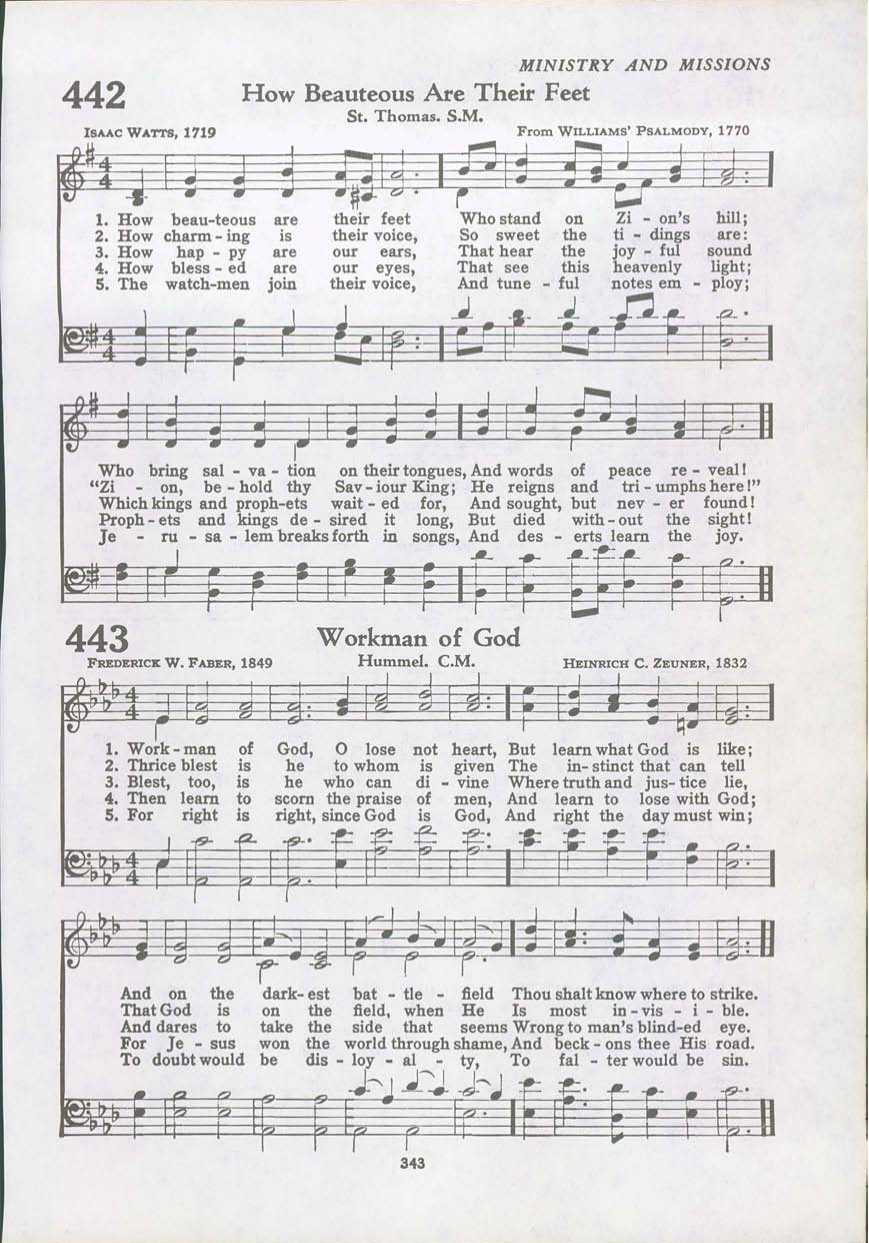 MINISTRY AND MISSIONS
442 How Beauteous Are Their Feet
St. Thomas. S.M.
ISAAC WATTS, 1719 From WILLIAMS' PSALMODY, 1770
4 4
1. How beau-teous are their feet Who stand on Zi - on's hill;
2. How charm - ing is their voice, So sweet the ti - dings are:
3. How hap - py are our ears, That hear the joy - ful sound
4. How bless - ed are our eyes, That see this heavenly light;
5. The watch-men join their voice, And tune - ful notes em - ploy;
4 4
Who bring sal - va - tion on their tongues, And words of peace re - veal!
"Zi - on, be - hold thy Sav - iour King; He reigns and tri - umphs here!"
Which kings and proph-ets wait - ed for, And sought, but nev - er found!
Proph - ets and kings de - sired it long, But died with-out the sight!
Je - ru - sa - lem breaks forth in songs, And des - erts learn the joy.
443 Workman of God
FREDERICK W. FABER, 1849 Hummel. C.M. HEINRICH C. ZEUNER, 1832
4 4
1. Work - man of God, O lose not heart, But learn what God is like;
2. Thrice blest is he to whom is given The in - stinct that can tell
3. Blest, too, is he who can di - vine Where truth and jus - tice lie,
4. Then learn to scorn the praise of men, And learn to lose with God;
5. For right is right, since God is God, And right the day must win;
4 4
And on the dark- est bat - tle - field Thou shalt know where to strike.
That God is on the field, when He Is most in - vis - i - ble.
And dares to take the side that seems Wrong to man's blind-ed eye.
For Je - sus won the world through shame, And beck - ons thee His road.
To doubt would be dis - loy - al - ty, To fal - ter would be sin.
343